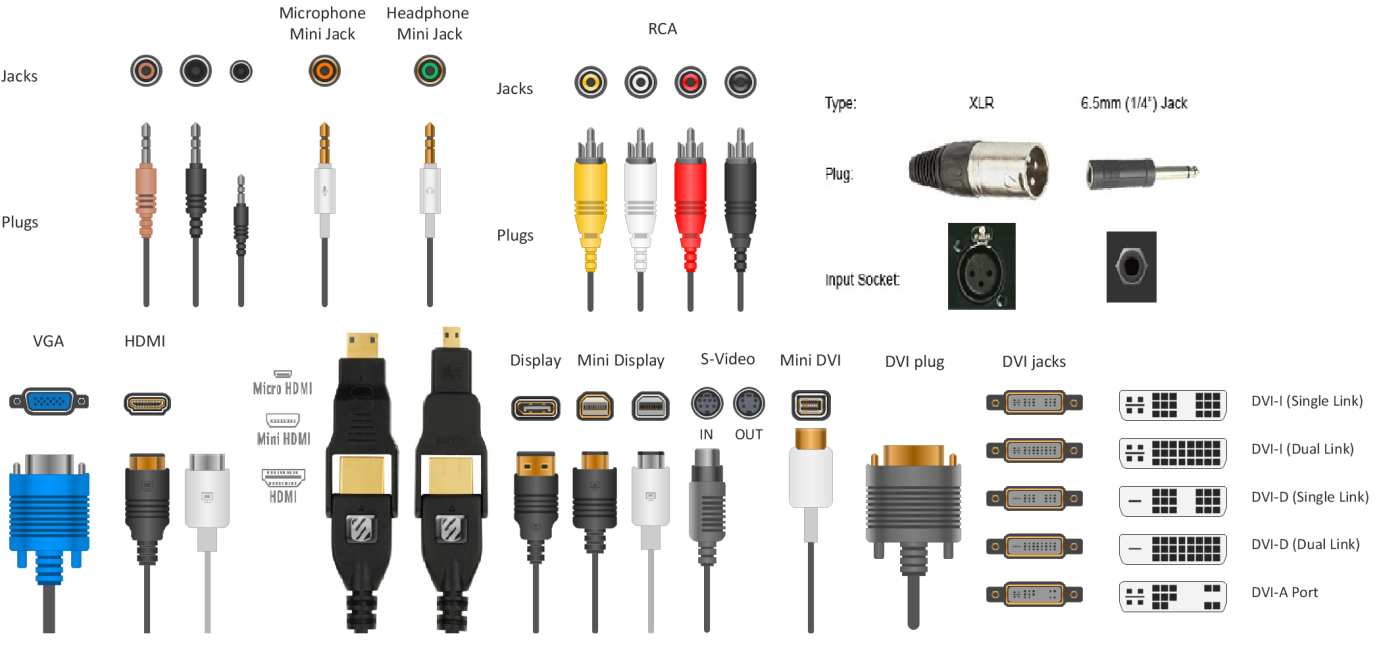 Microphone
Mini Jack
Headphone
Mini Jack
Jacks
Plugs
RCA
Jacks
Plugs
Type:
XLR
6.5mm (1/4") Jack
Plug:
Input Socket:
VGA
HDMI
Micro HDMI
Mini HDMI
HDMI
Display
Mini Display
S-Video
IN
OUT
Mini DVI
DVI plug
DVI jacks
DVI-I (Single Link)
DVI-I (Dual Link)
DVI-D (Single Link)
DVI-D (Dual Link)
DVI-A Port